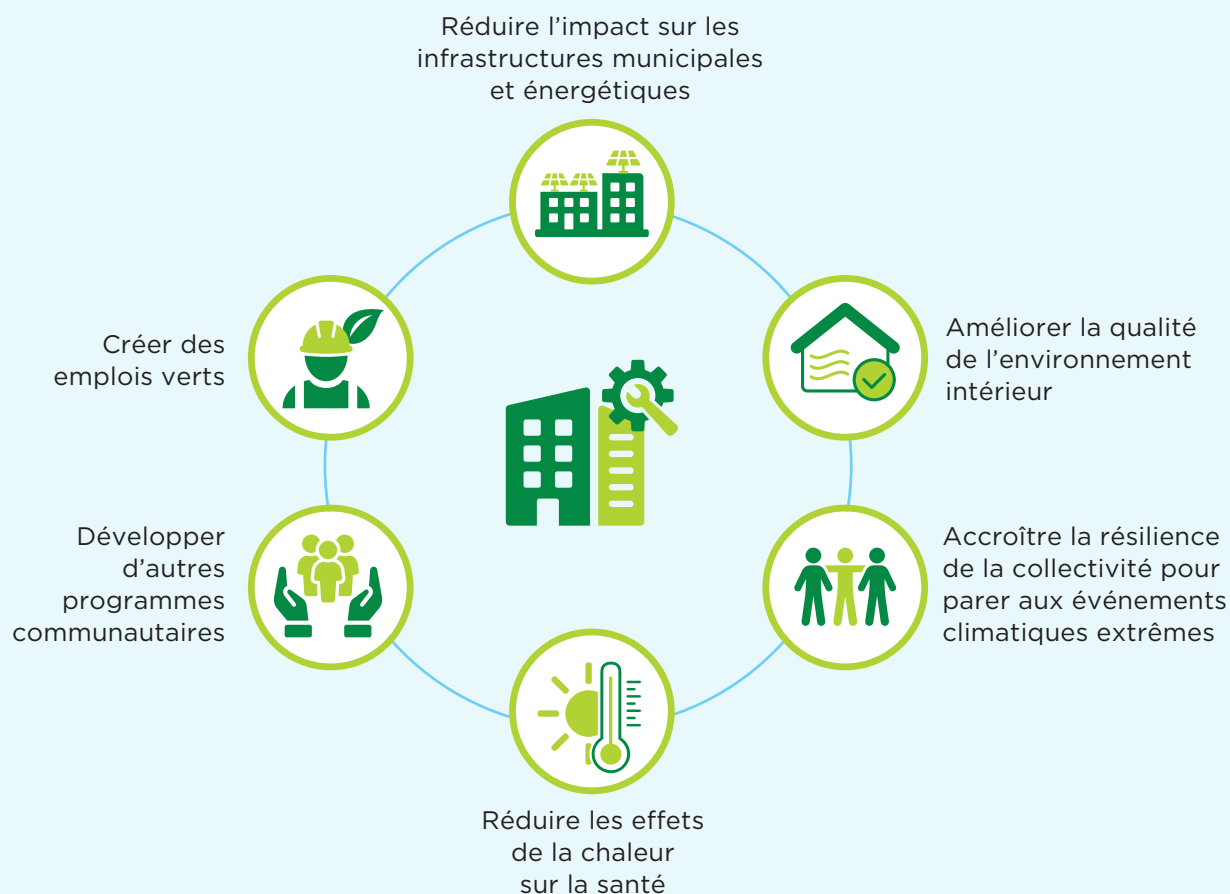 Réduire l’impact sur les
infrastructures municipales
et énergétiques
Améliorer la qualité
de l’environnement
intérieur
Accroître la résilience
de la collectivité pour
parer aux événements
climatiques extrêmes
Réduire les effets
de la chaleur
sur la santé
Développer
d’autres
programmes
communautaires
Créer des
emplois verts